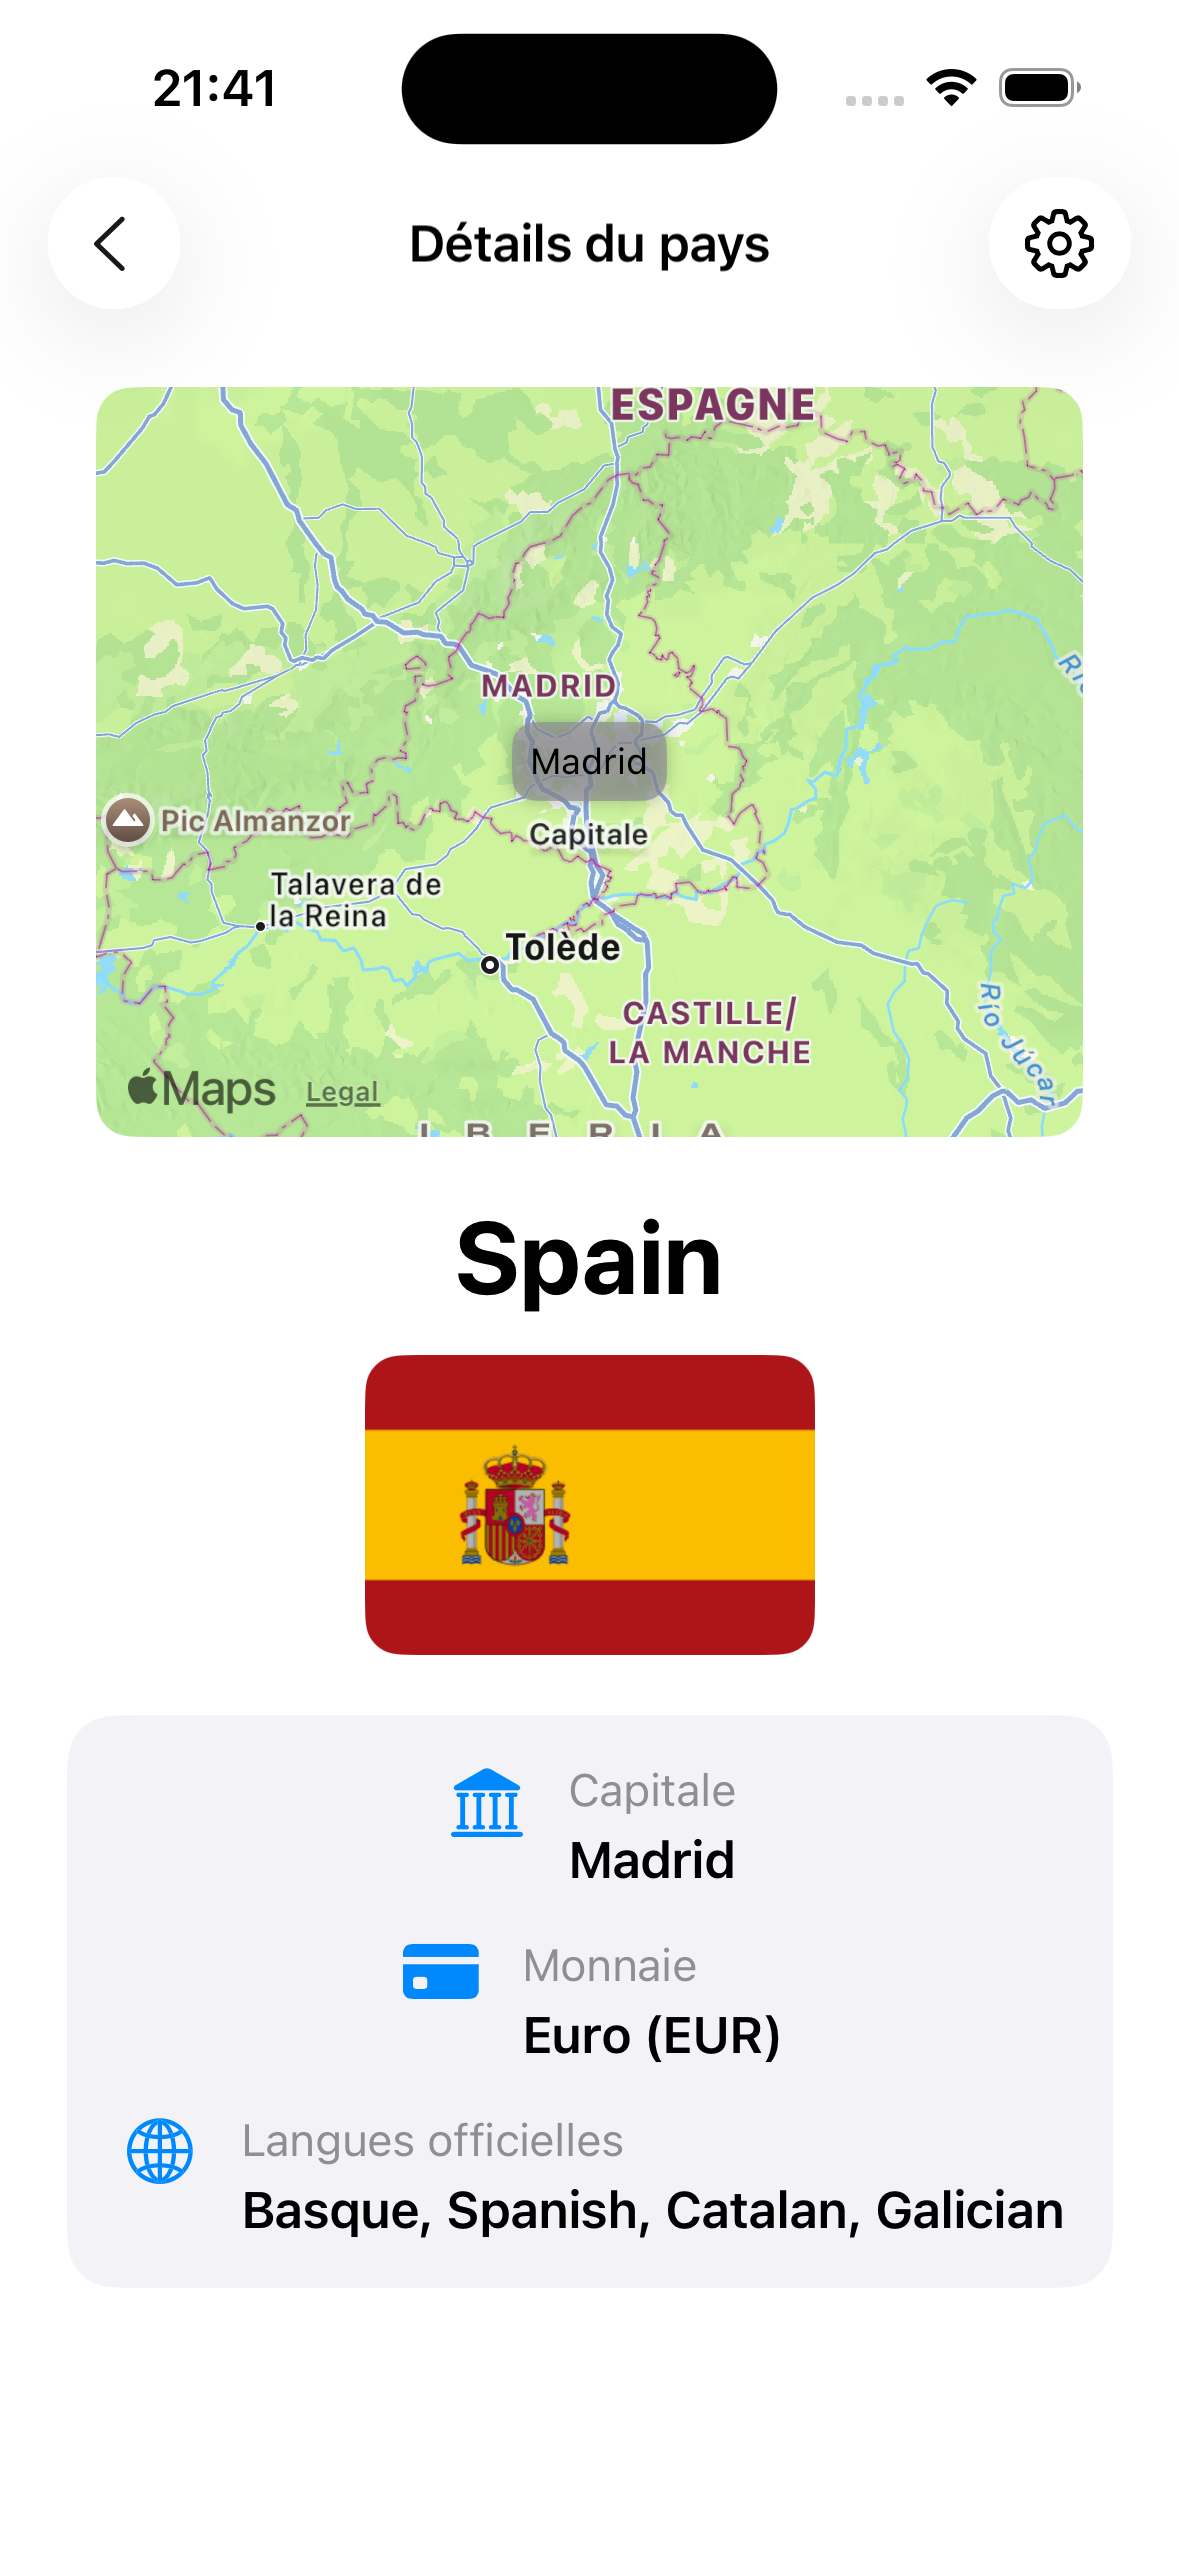 21:41
Détails du pays
ESPAGNE
MADRID
Madrid
Pic Almanzor
Capitale
Talavera de
la Reina
Tolède
CASTILLE/
LA MANCHE
Río Júcar
Maps
Legal
IBERIA
Spain
Capitale
Madrid
Monnaie
Euro (EUR)
Langues officielles
Basque, Spanish, Catalan, Galician